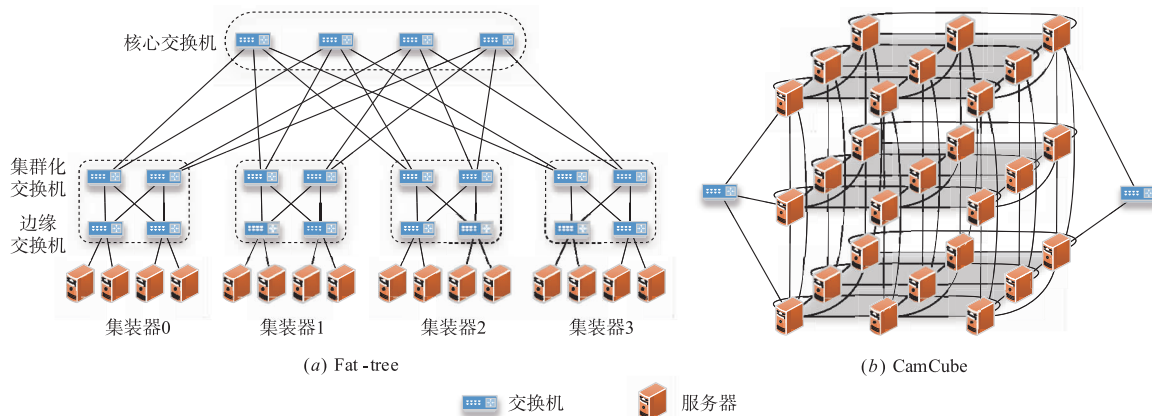 核心交换机
集群化
交换机
边缘
交换机
集装器0
集装器1
集装器2
集装器3
(a) Fat-tree
(b) CamCube
交换机
服务器